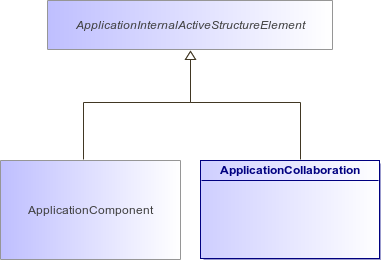 ApplicationInternalActiveStructureElement
ApplicationCollaboration
ApplicationComponent